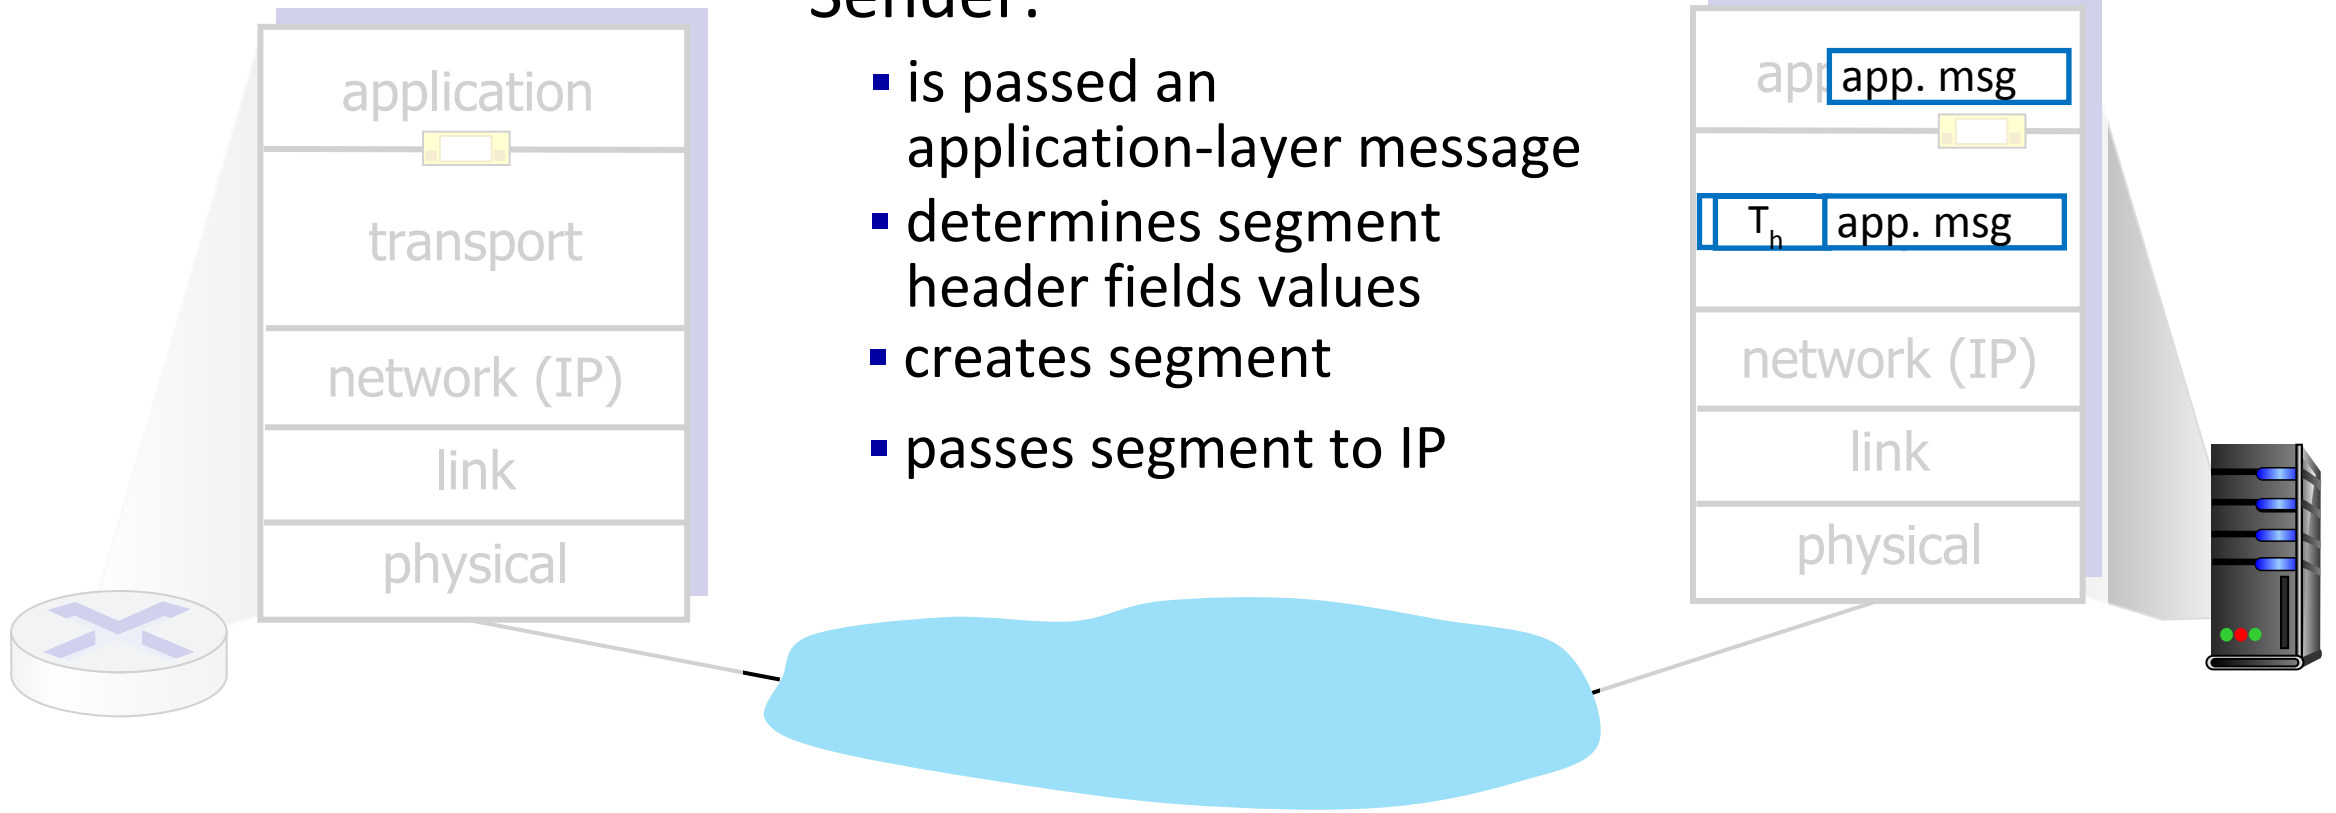 Sender:
is passed an
application-layer message
determines segment
header fields values
creates segment
passes segment to IP
application
transport
network (IP)
link
physical
app. msg
Th app. msg
network (IP)
link
physical